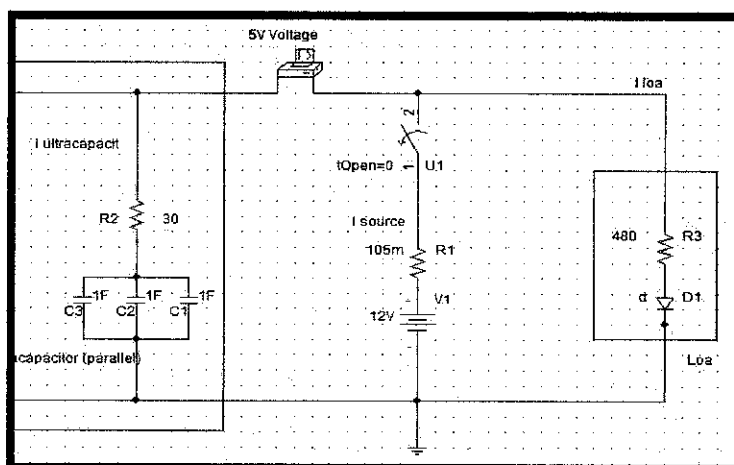 5V Voltage
I loa
2
I ultracapacit
tOpen=0
1
U1
I source
R2
30
105m
R1
480
R3
1F
1F
1F
V1
d
D1
C3
C2
C1
12V
acapacitor (parallel)
Loa